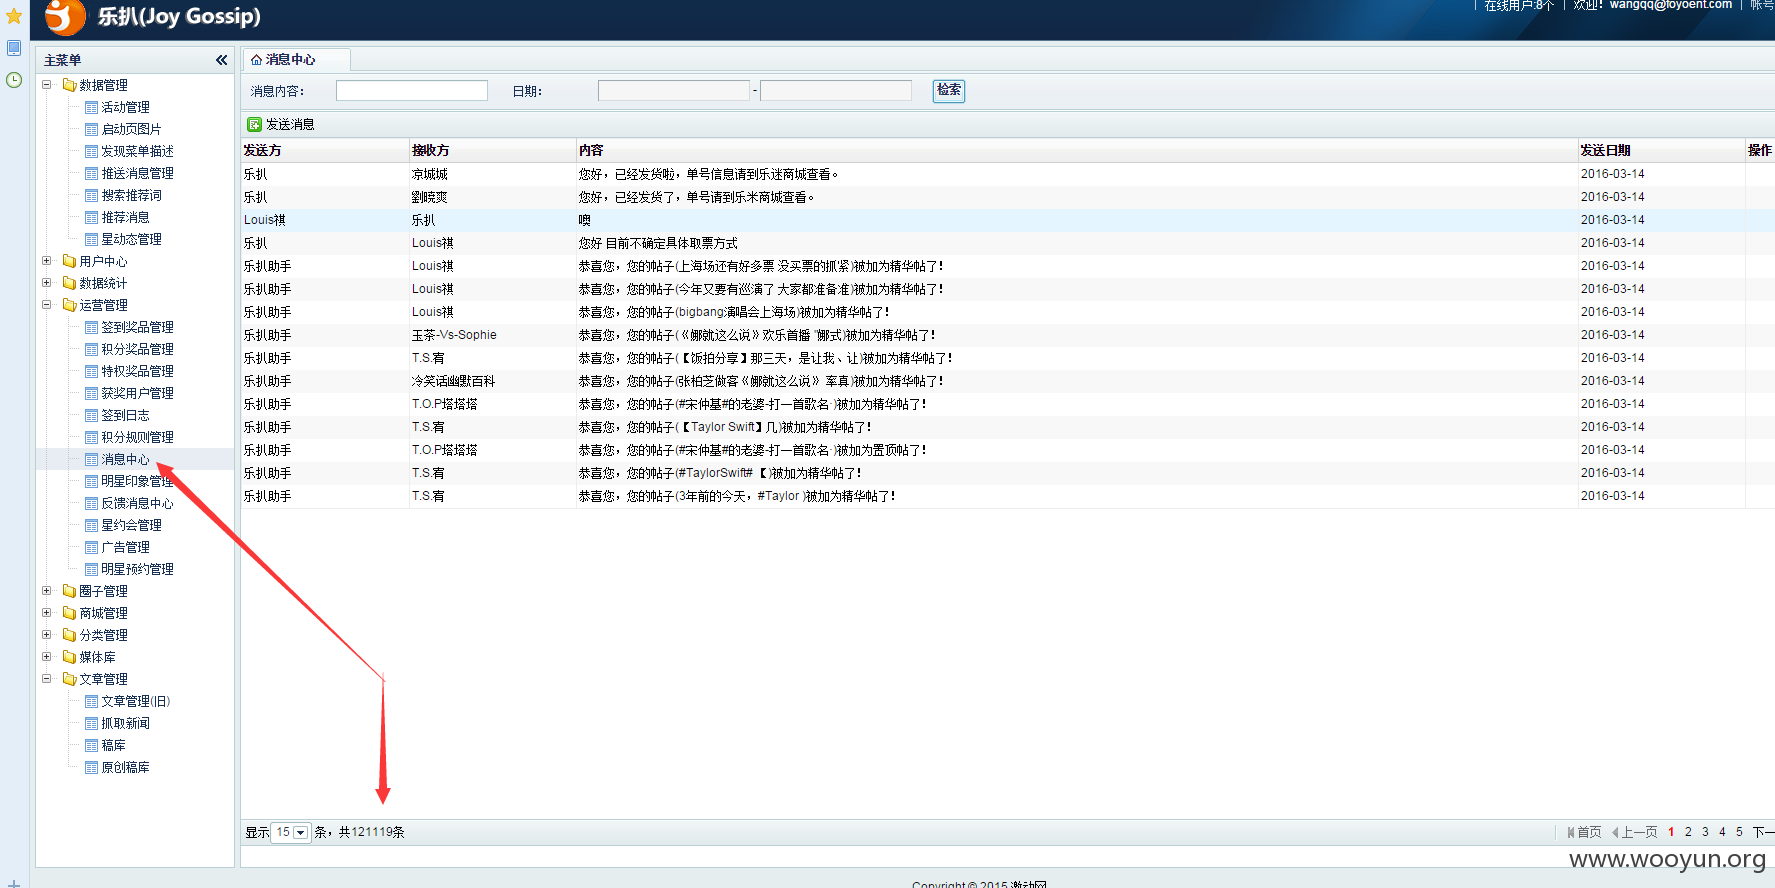 乐扒(Joy Gossip)
在线用户:8个 | 欢迎! wangqq@foyoent.com | 帐号
主菜单
数据管理
活动管理
启动页图片
发现菜单描述
推送消息管理
搜索推荐词
推荐消息
星动态管理
用户中心
数据统计
运营管理
签到奖品管理
积分奖品管理
特权奖品管理
获奖用户管理
签到日志
积分规则管理
消息中心
明星印象管理
反馈消息中心
星约会管理
广告管理
明星预约管理
圈子管理
商城管理
分类管理
媒体库
文章管理
文章管理(旧)
抓取新闻
稿库
原创稿库
消息中心
消息内容: 日期: - 检索
发送消息
发送方 接收方 内容 发送日期 操作
乐扒 凉城城 您好，已经发货啦，单号信息请到乐迷商城查看。 2016-03-14
乐扒 劉曉爽 您好，已经发货了，单号请到乐米商城查看。 2016-03-14
Louis祺 乐扒 噢 2016-03-14
乐扒 Louis祺 您好 目前不确定具体取票方式 2016-03-14
乐扒助手 Louis祺 恭喜您，您的帖子(上海场还有好多票 没买票的抓紧)被加为精华帖了! 2016-03-14
乐扒助手 Louis祺 恭喜您，您的帖子(今年又要有巡演了 大家都准备准)被加为精华帖了! 2016-03-14
乐扒助手 Louis祺 恭喜您，您的帖子(bigbang演唱会上海场)被加为精华帖了! 2016-03-14
乐扒助手 玉茶-Vs-Sophie 恭喜您，您的帖子(《娜就这么说》欢乐首播 "娜式)被加为精华帖了! 2016-03-14
乐扒助手 T.S.宥 恭喜您，您的帖子(【饭拍分享】那三天，是让我、让)被加为精华帖了! 2016-03-14
乐扒助手 冷笑话幽默百科 恭喜您，您的帖子(张柏芝做客《娜就这么说》 率真)被加为精华帖了! 2016-03-14
乐扒助手 T.O.P塔塔塔 恭喜您，您的帖子(#宋仲基#的老婆-打一首歌名·)被加为精华帖了! 2016-03-14
乐扒助手 T.S.宥 恭喜您，您的帖子(【Taylor Swift】几)被加为精华帖了! 2016-03-14
乐扒助手 T.O.P塔塔塔 恭喜您，您的帖子(#宋仲基#的老婆-打一首歌名·)被加为置顶帖了! 2016-03-14
乐扒助手 T.S.宥 恭喜您，您的帖子(#TaylorSwift# 【)被加为精华帖了! 2016-03-14
乐扒助手 T.S.宥 恭喜您，您的帖子(3年前的今天，#Taylor )被加为精华帖了! 2016-03-14
显示 15 条，共121119条 首页 上一页 1 2 3 4 5 下一
www.wooyun.org
Copyright © 2015 激动网